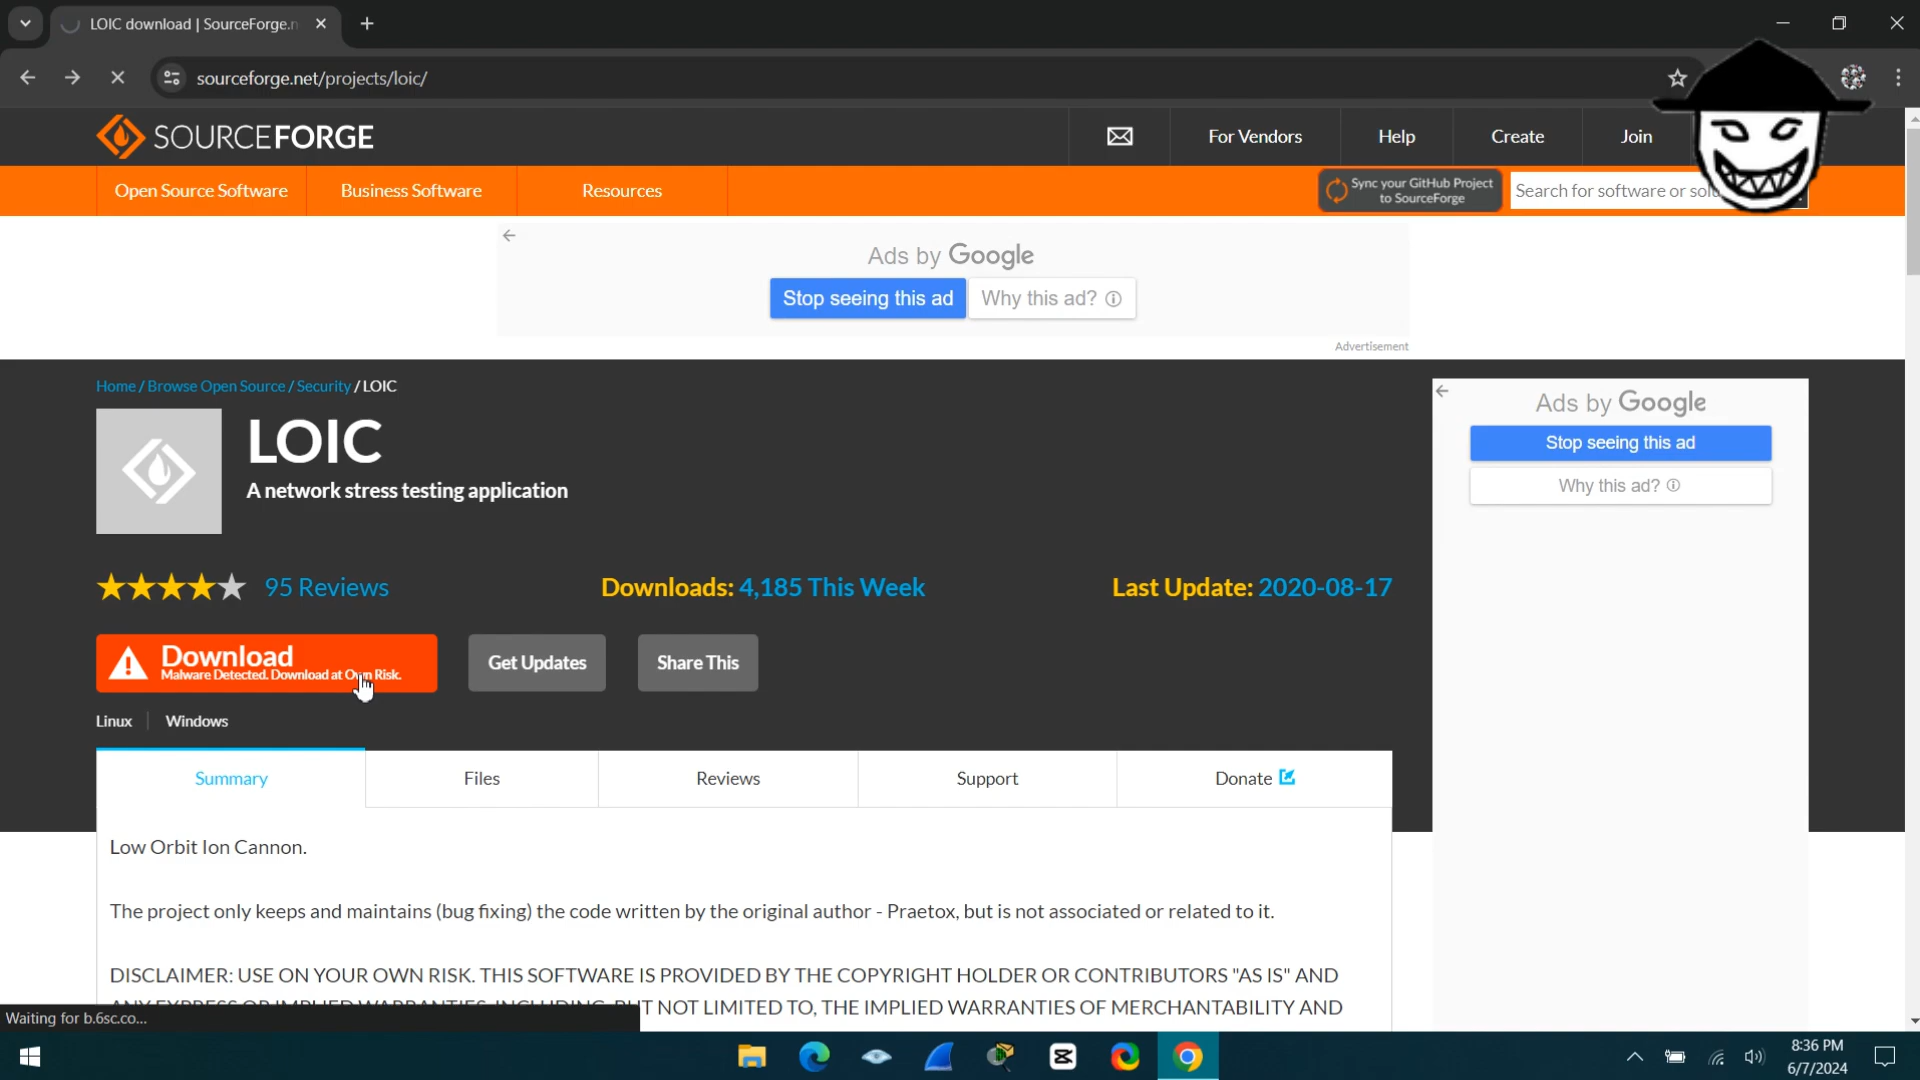 LOIC download | SourceForge.n
sourceforge.net/projects/loic/
SOURCEFORGE
For Vendors
Help
Create
Join
Open Source Software
Business Software
Resources
Sync your GitHub Project
to SourceForge
Search for software or solu
Ads by Google
Stop seeing this ad
Why this ad?
Advertisement
Home / Browse Open Source / Security / LOIC
LOIC
A network stress testing application
Ads by Google
Stop seeing this ad
Why this ad?
95 Reviews
Downloads: 4,185 This Week
Last Update: 2020-08-17
Download
Malware Detected. Download at Own Risk.
Get Updates
Share This
Linux
Windows
Summary
Files
Reviews
Support
Donate
Low Orbit Ion Cannon.
The project only keeps and maintains (bug fixing) the code written by the original author - Praetox, but is not associated or related to it.
DISCLAIMER: USE ON YOUR OWN RISK. THIS SOFTWARE IS PROVIDED BY THE COPYRIGHT HOLDER OR CONTRIBUTORS "AS IS" AND
ANY EXPRESS OR IMPLIED WARRANTIES, INCLUDING, BUT NOT LIMITED TO, THE IMPLIED WARRANTIES OF MERCHANTABILITY AND
Waiting for b.6sc.co...
8:36 PM
6/7/2024